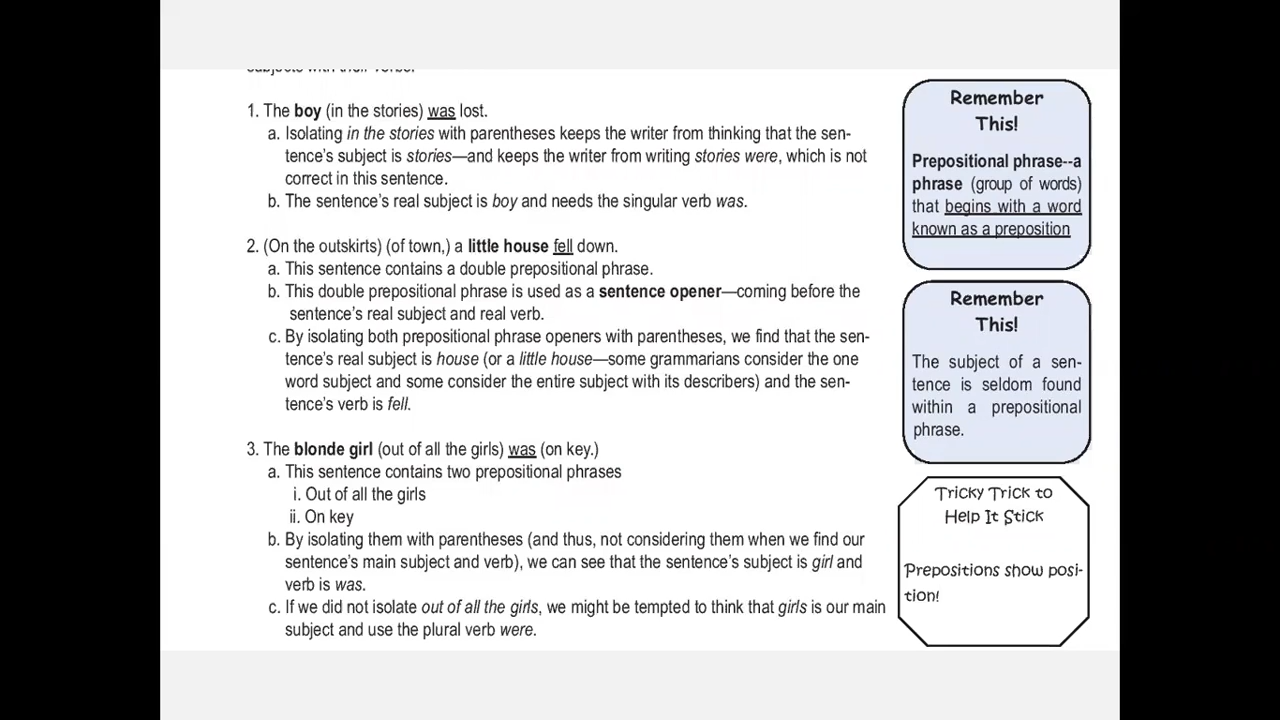 subjects with their verbs.
1. The boy (in the stories) was lost.
a. Isolating in the stories with parentheses keeps the writer from thinking that the sen-
tence's subject is stories—and keeps the writer from writing stories were, which is not
correct in this sentence.
b. The sentence's real subject is boy and needs the singular verb was.
2. (On the outskirts) (of town,) a little house fell down.
a. This sentence contains a double prepositional phrase.
b. This double prepositional phrase is used as a sentence opener—coming before the
sentence's real subject and real verb.
c. By isolating both prepositional phrase openers with parentheses, we find that the sen-
tence's real subject is house (or a little house—some grammarians consider the one
word subject and some consider the entire subject with its describers) and the sen-
tence's verb is fell.
3. The blonde girl (out of all the girls) was (on key.)
a. This sentence contains two prepositional phrases
i. Out of all the girls
ii. On key
b. By isolating them with parentheses (and thus, not considering them when we find our
sentence's main subject and verb), we can see that the sentence's subject is girl and
verb is was.
c. If we did not isolate out of all the girls, we might be tempted to think that girls is our main
subject and use the plural verb were.
Remember
This!
Prepositional phrase--a
phrase (group of words)
that begins with a word
known as a preposition
Remember
This!
The subject of a sen-
tence is seldom found
within a prepositional
phrase.
Tricky Trick to
Help It Stick
Prepositions show posi-
tion!